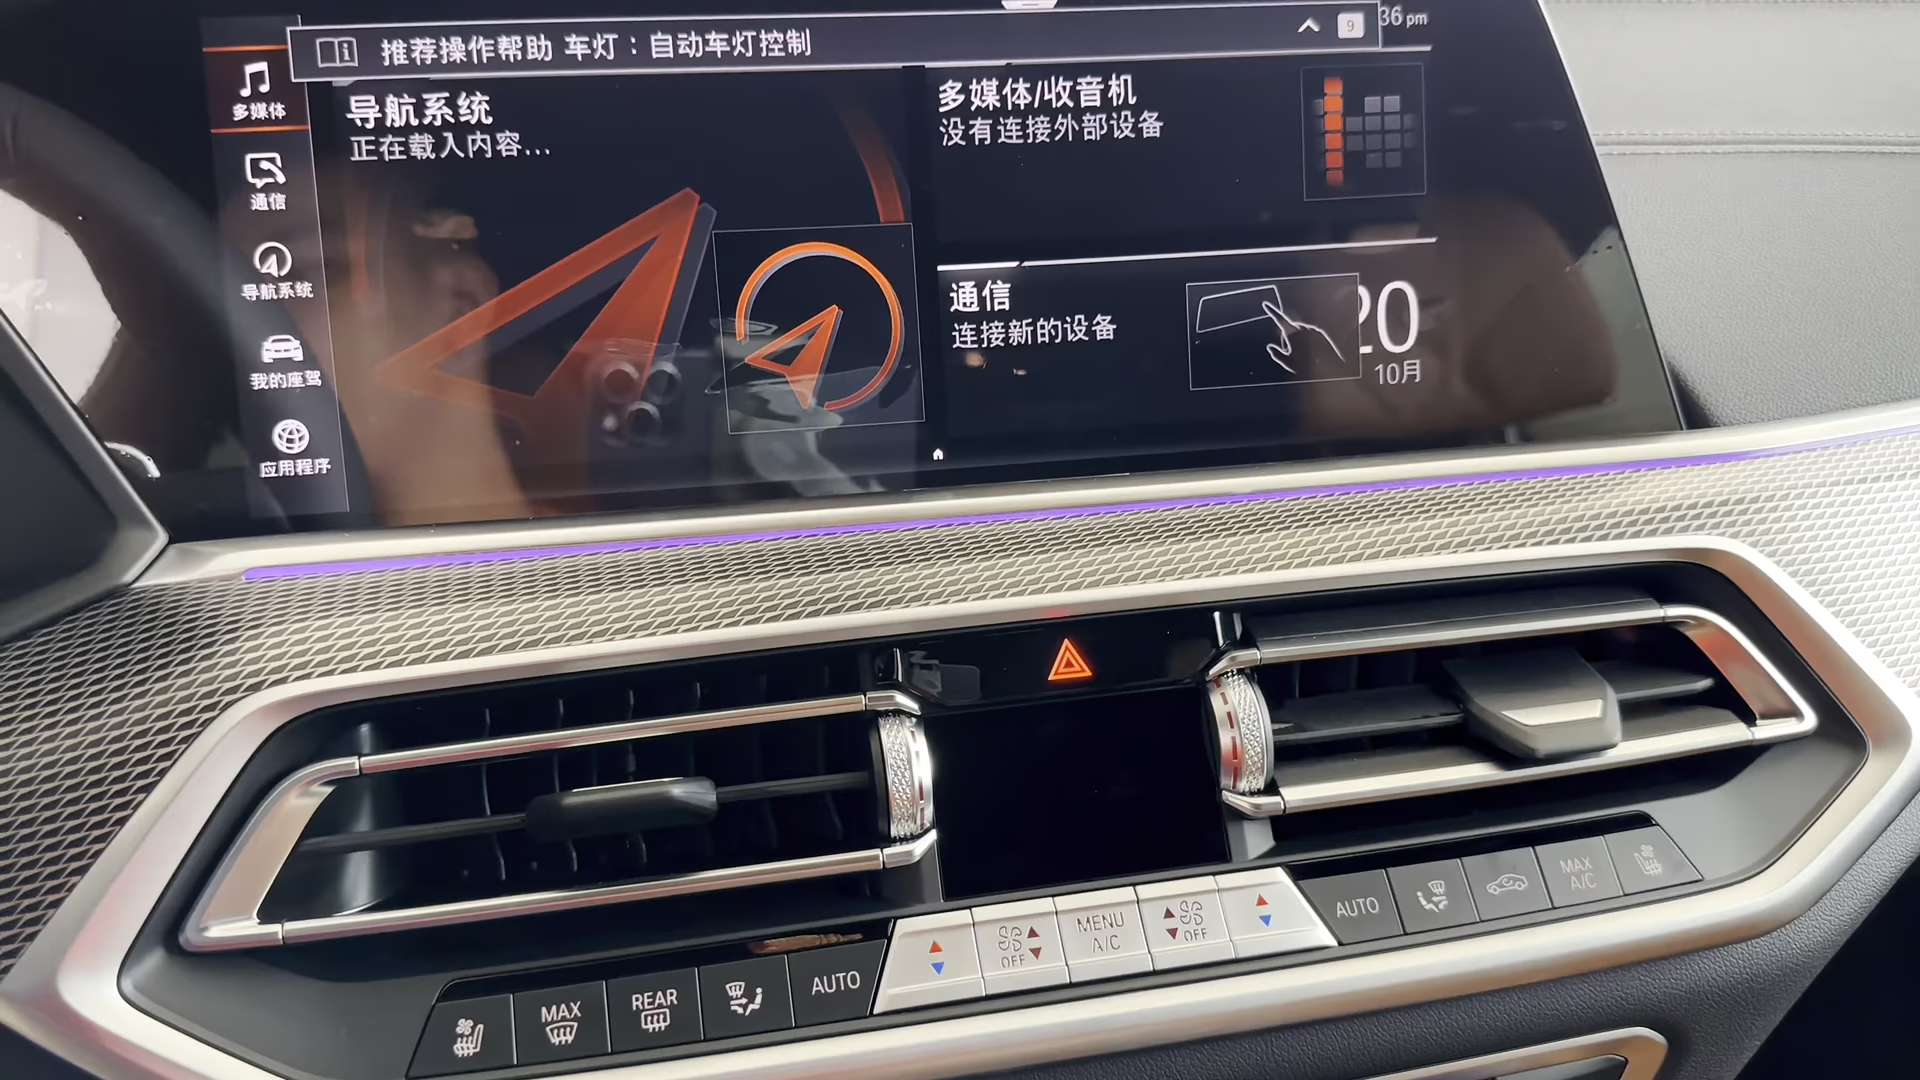 推荐操作帮助 车灯：自动车灯控制
9
36 pm
多媒体
通信
导航系统
我的座驾
应用程序
导航系统
正在载入内容...
多媒体/收音机
没有连接外部设备
通信
连接新的设备
20
10月
MAX
REAR
AUTO
OFF
MENU
A/C
OFF
AUTO
MAX
A/C